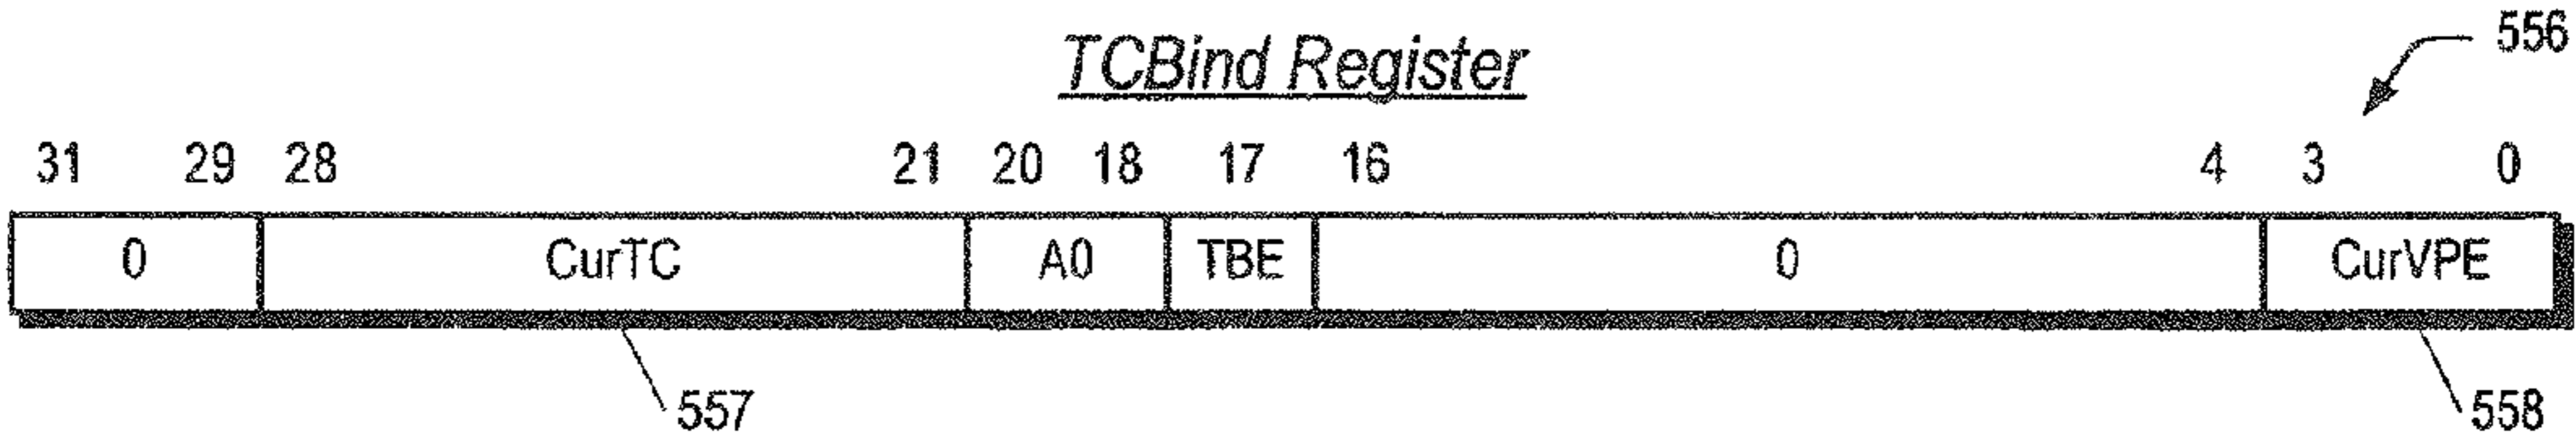 TCBind Register
556
31 29 28 21 20 18 17 16 4 3 0
0 CurTC A0 TBE 0 CurVPE
557 558